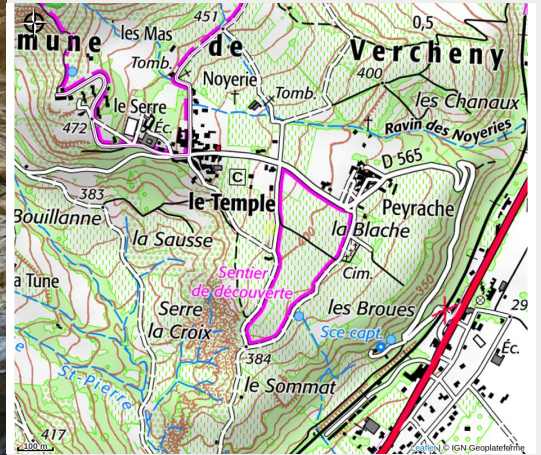 451
les Mas
0,5
mune de Vercheny
Tomb.
Noyerie
400
Tomb.
les Chanaux
le Serre
Éc.
472
Ravin des Noyeries
D 565
383
C
le Temple
Peyrache
Bouillanne
la Sausse
400
la Blache
a Tune
Sentier
de découverte
Cim.
Serre
la Croix
les Broues
29
Sce capt.
e
St-Pierre
384
Éc.
le Sommat
417
100 m
Leaflet | © IGN Geoplateforme